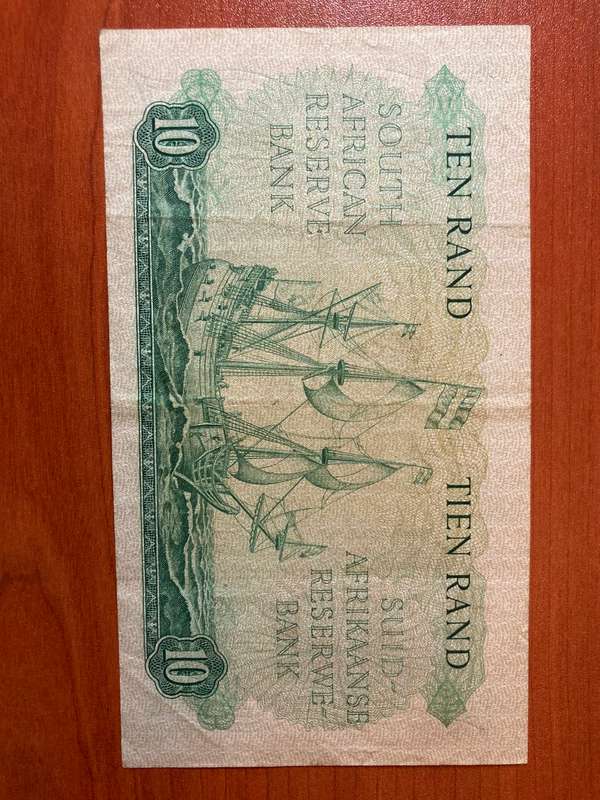 TEN RAND
TIEN RAND
SOUTH
AFRICAN
RESERVE
BANK
SUID-
AFRIKAANSE
RESERWE-
BANK
10
10